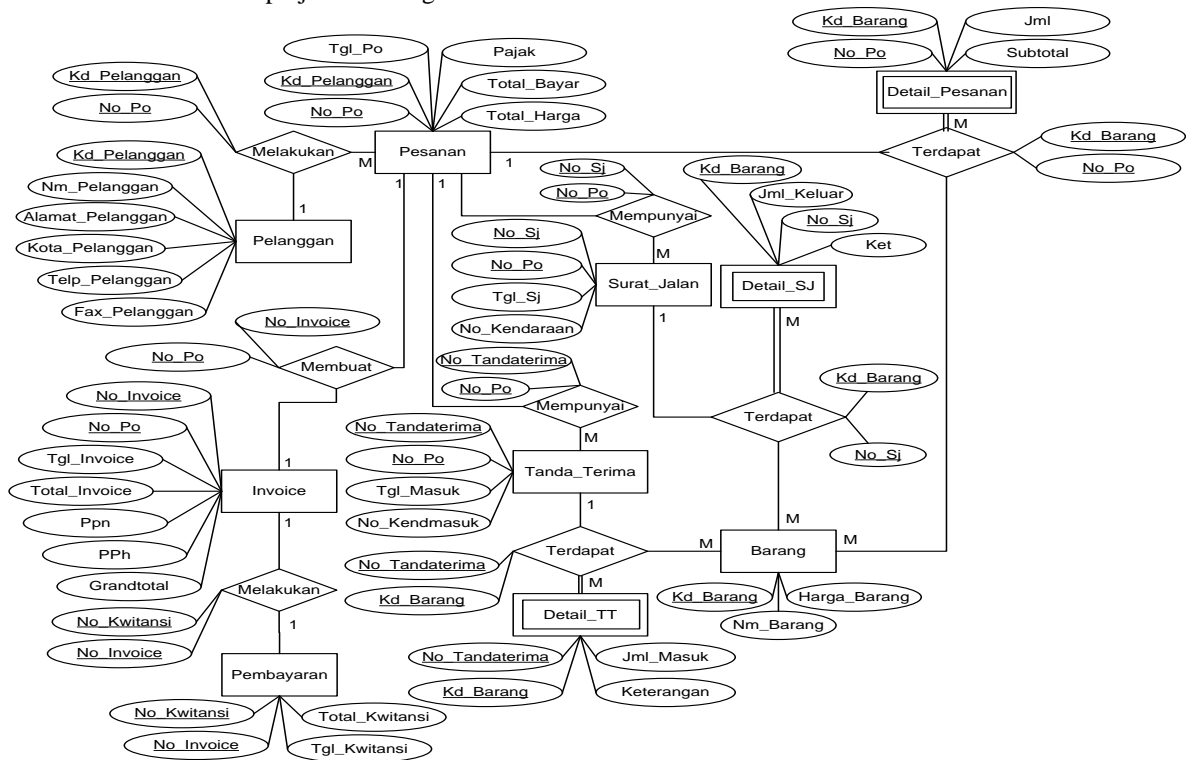 Kd_Pelanggan
No_Po
Melakukan
M
1
Tgl_Po
Kd_Pelanggan
No_Po
Pajak
Total_Bayar
Total_Harga
Pesanan
1
1
1
1
Kd_Barang
No_Po
Jml
Subtotal
Detail_Pesanan
M
Terdapat
Kd_Barang
No_Po
Kd_Pelanggan
Nm_Pelanggan
Alamat_Pelanggan
Kota_Pelanggan
Telp_Pelanggan
Fax_Pelanggan
Pelanggan
No_Sj
No_Po
Mempunyai
M
No_Sj
No_Po
Tgl_Sj
No_Kendaraan
Surat_Jalan
1
Kd_Barang
Jml_Keluar
No_Sj
Ket
Detail_SJ
M
Terdapat
Kd_Barang
No_Sj
No_Invoice
No_Po
Membuat
1
No_Tandaterima
No_Po
Mempunyai
M
No_Invoice
No_Po
Tgl_Invoice
Total_Invoice
Ppn
PPh
Grandtotal
Invoice
1
No_Tandaterima
No_Po
Tgl_Masuk
No_Kendmasuk
Tanda_Terima
1
Terdapat
No_Tandaterima
Kd_Barang
M
M
M
M
Barang
Kd_Barang
Nm_Barang
Harga_Barang
Melakukan
No_Kwitansi
No_Invoice
1
Detail_TT
No_Tandaterima
Kd_Barang
Jml_Masuk
Keterangan
Pembayaran
No_Kwitansi
No_Invoice
Total_Kwitansi
Tgl_Kwitansi